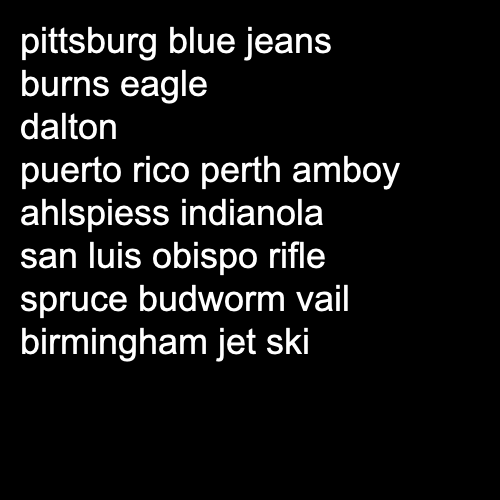 pittsburg blue jeans
burns eagle
dalton
puerto rico perth amboy
ahlspiess indianola
san luis obispo rifle
spruce budworm vail
birmingham jet ski